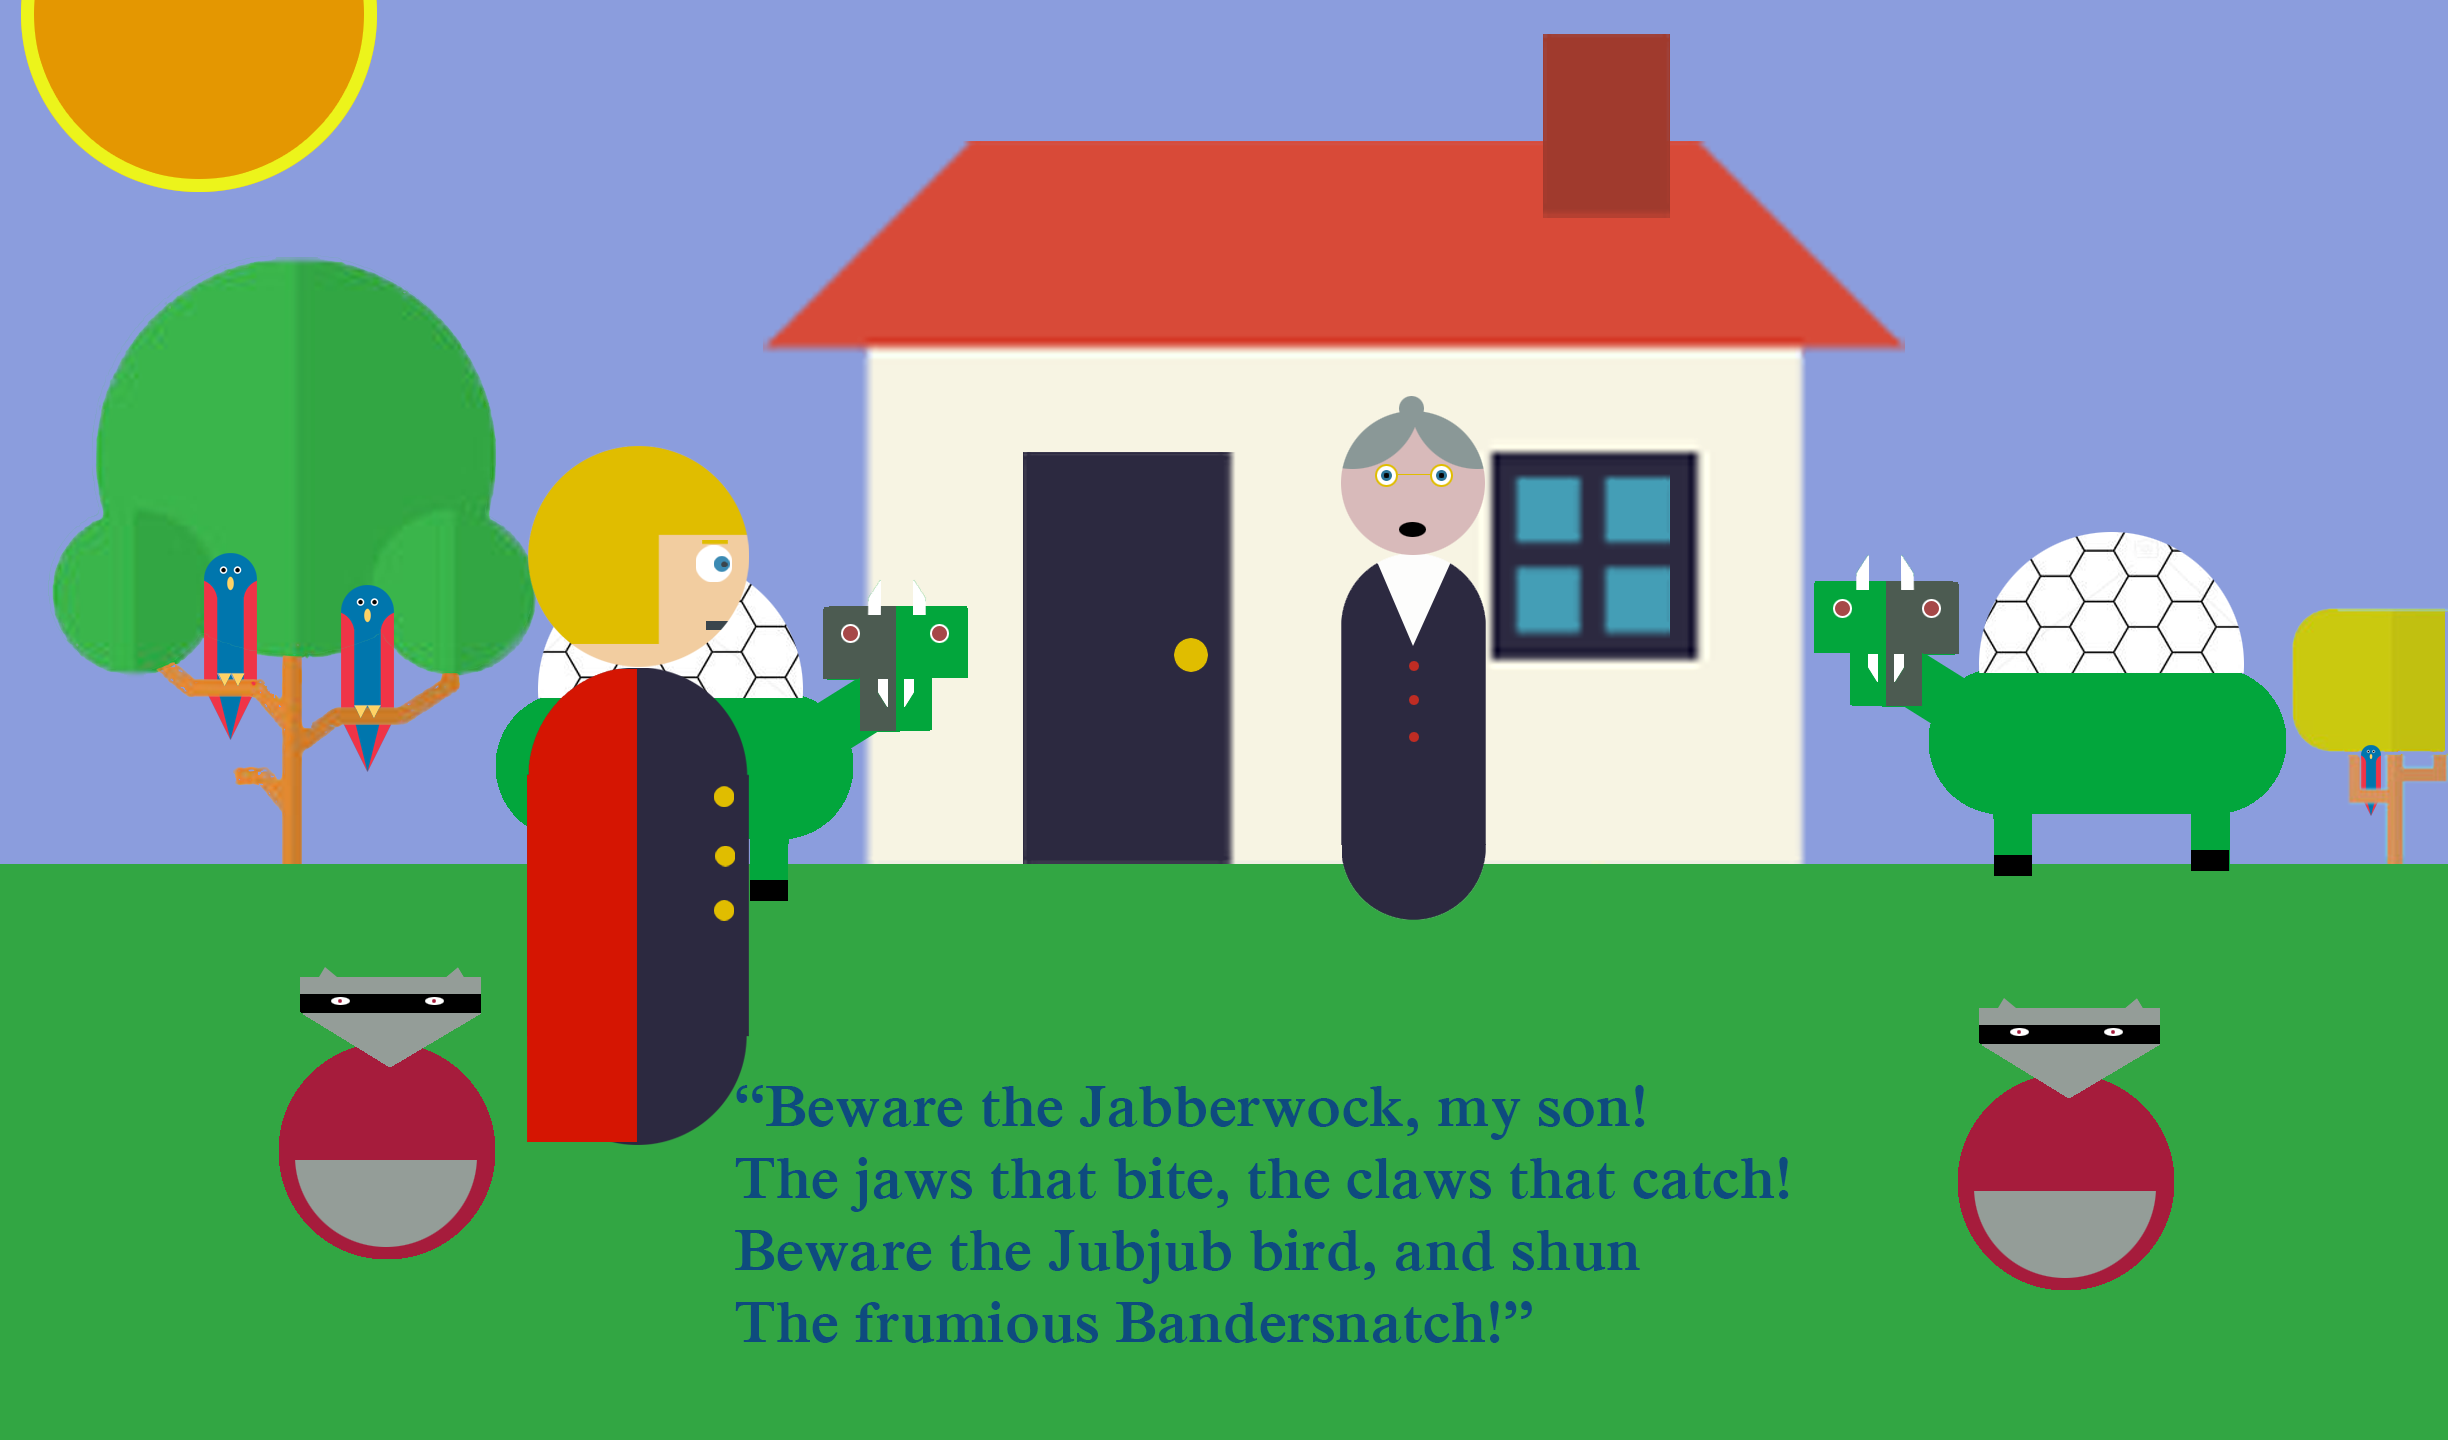 “Beware the Jabberwock, my son!
The jaws that bite, the claws that catch!
Beware the Jubjub bird, and shun
The frumious Bandersnatch!”